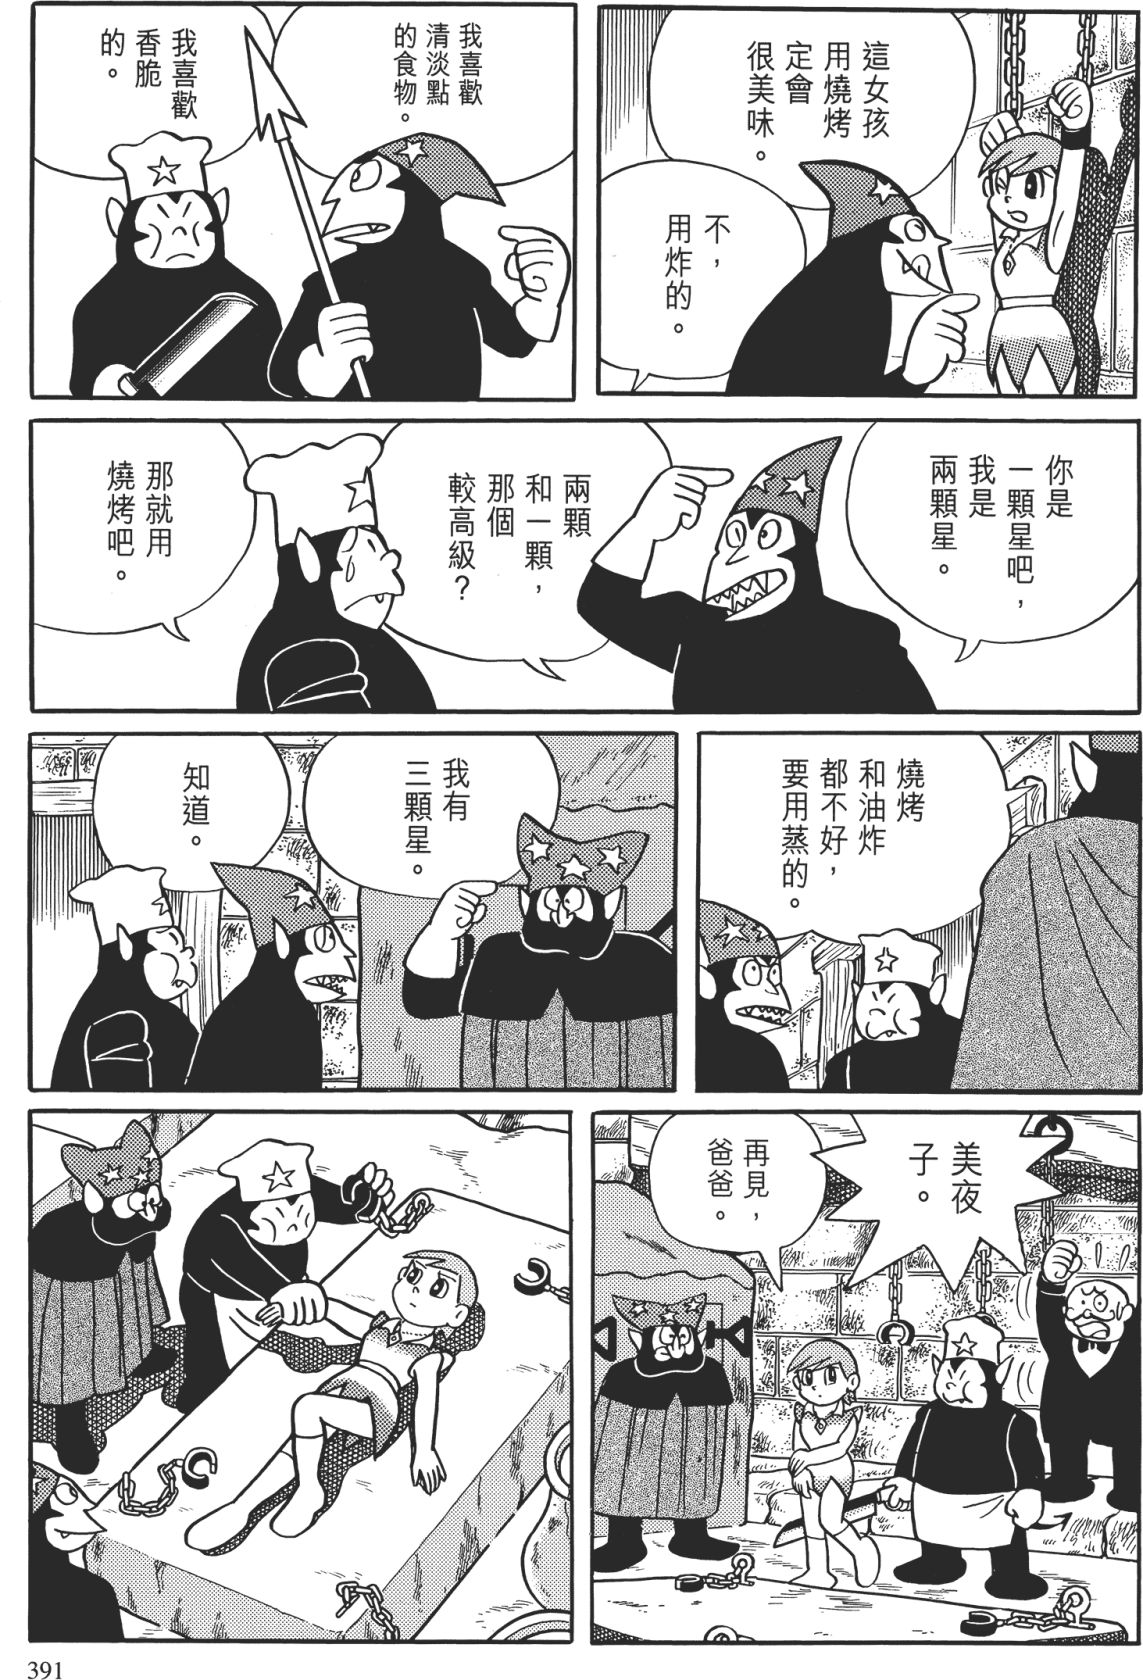 這女孩
用燒烤
定會
很美味。
不，
用炸的。
我喜歡
清淡點
的食物。
我喜歡
香脆
的。
你是
一顆星吧，
我是
兩顆星。
兩顆
和一顆，
那個
較高級？
那就用
燒烤吧。
燒烤
和油炸
都不好，
要用蒸的。
我有
三顆星。
知道。
美夜
子。
再見，
爸爸。
391